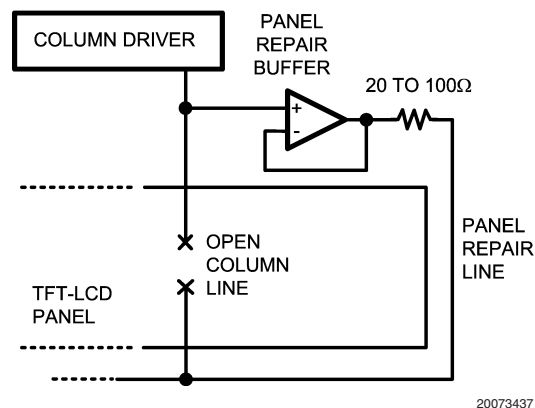 COLUMN DRIVER
PANEL
REPAIR
BUFFER
20 TO 100Ω
+
-
OPEN
COLUMN
LINE
PANEL
REPAIR
LINE
TFT-LCD
PANEL
20073437